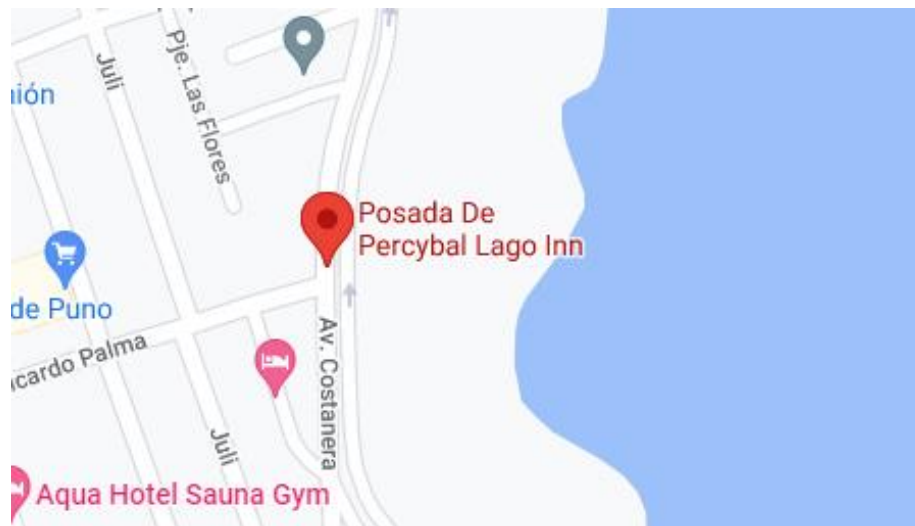 Juli
Pje. Las Flores
ión
Posada De
Percybal Lago Inn
de Puno
icardo Palma
Av. Costanera
Juli
Aqua Hotel Sauna Gym